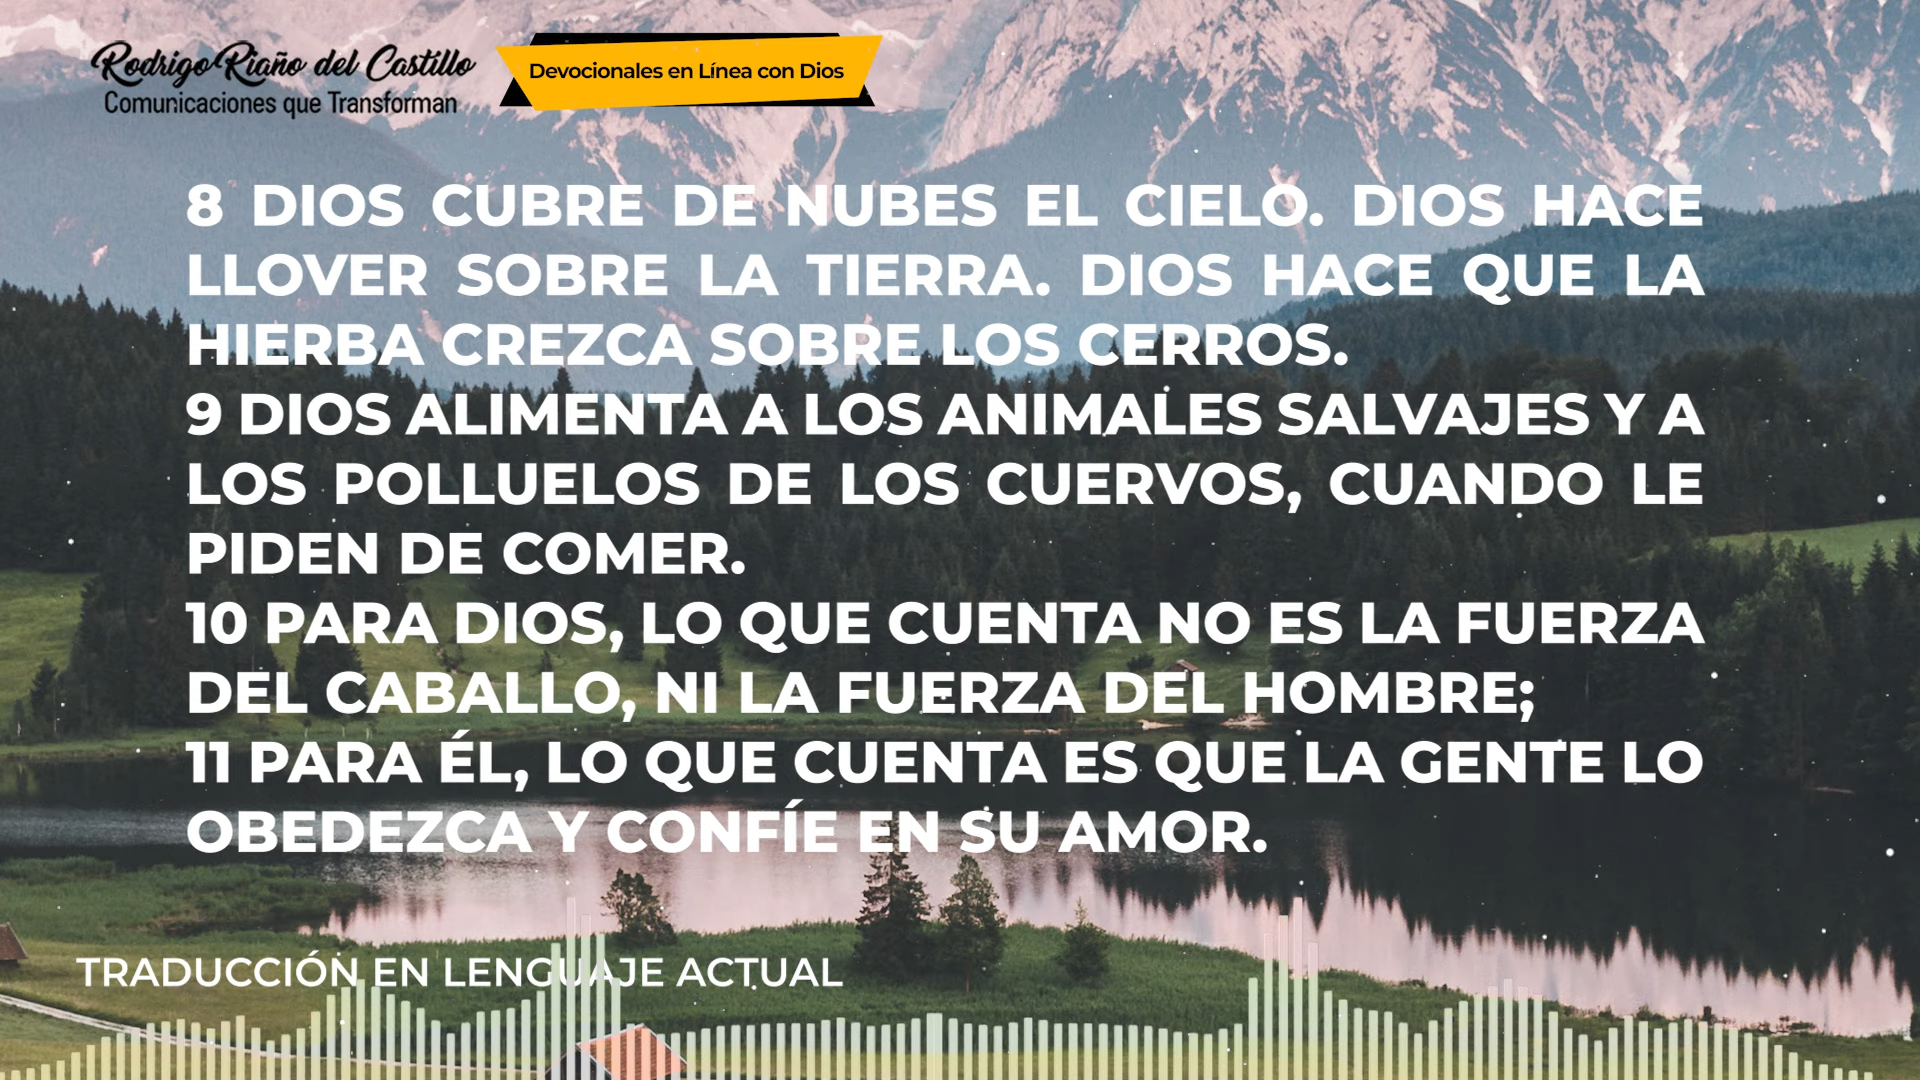 Rodrigo Riaño del Castillo
Comunicaciones que Transforman
Devocionales en Línea con Dios
8 DIOS CUBRE DE NUBES EL CIELO. DIOS HACE
LLOVER SOBRE LA TIERRA. DIOS HACE QUE LA
HIERBA CREZCA SOBRE LOS CERROS.
9 DIOS ALIMENTA A LOS ANIMALES SALVAJES Y A
LOS POLLUELOS DE LOS CUERVOS, CUANDO LE
PIDEN DE COMER.
10 PARA DIOS, LO QUE CUENTA NO ES LA FUERZA
DEL CABALLO, NI LA FUERZA DEL HOMBRE;
11 PARA ÉL, LO QUE CUENTA ES QUE LA GENTE LO
OBEDEZCA Y CONFÍE EN SU AMOR.
TRADUCCIÓN EN LENGUAJE ACTUAL